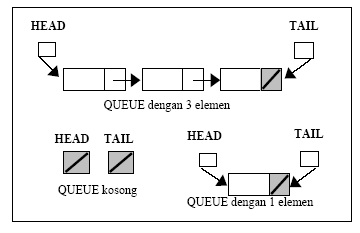 HEAD TAIL
QUEUE dengan 3 elemen
HEAD TAIL
QUEUE kosong
HEAD TAIL
QUEUE dengan 1 elemen